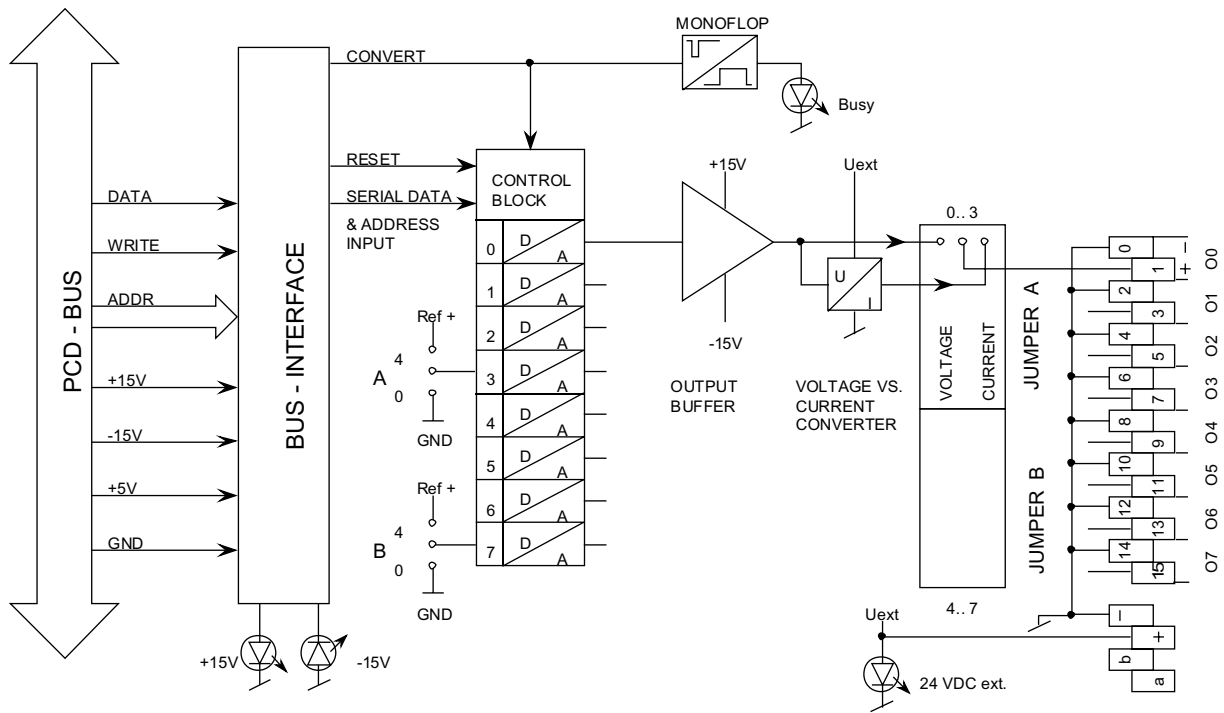 PCD - BUS
DATA
WRITE
ADDR
+15V
-15V
+5V
GND
BUS - INTERFACE
+15V
-15V
CONVERT
RESET
SERIAL DATA
& ADDRESS
INPUT
MONOFLOP
Busy
CONTROL
BLOCK
0 D A
1 D A
2 D A
3 D A
4 D A
5 D A
6 D A
7 D A
Ref +
4
A
0
GND
Ref +
4
B
0
GND
+15V
-15V
OUTPUT
BUFFER
Uext
U
I
VOLTAGE VS.
CURRENT
CONVERTER
0.. 3
VOLTAGE
CURRENT
4.. 7
JUMPER A
JUMPER B
0 –
1 +
O0
2
3
O1
4
5
O2
6
7
O3
8
9
O4
10
11
O5
12
13
O6
14
15
O7
–
+
b
a
Uext
24 VDC ext.